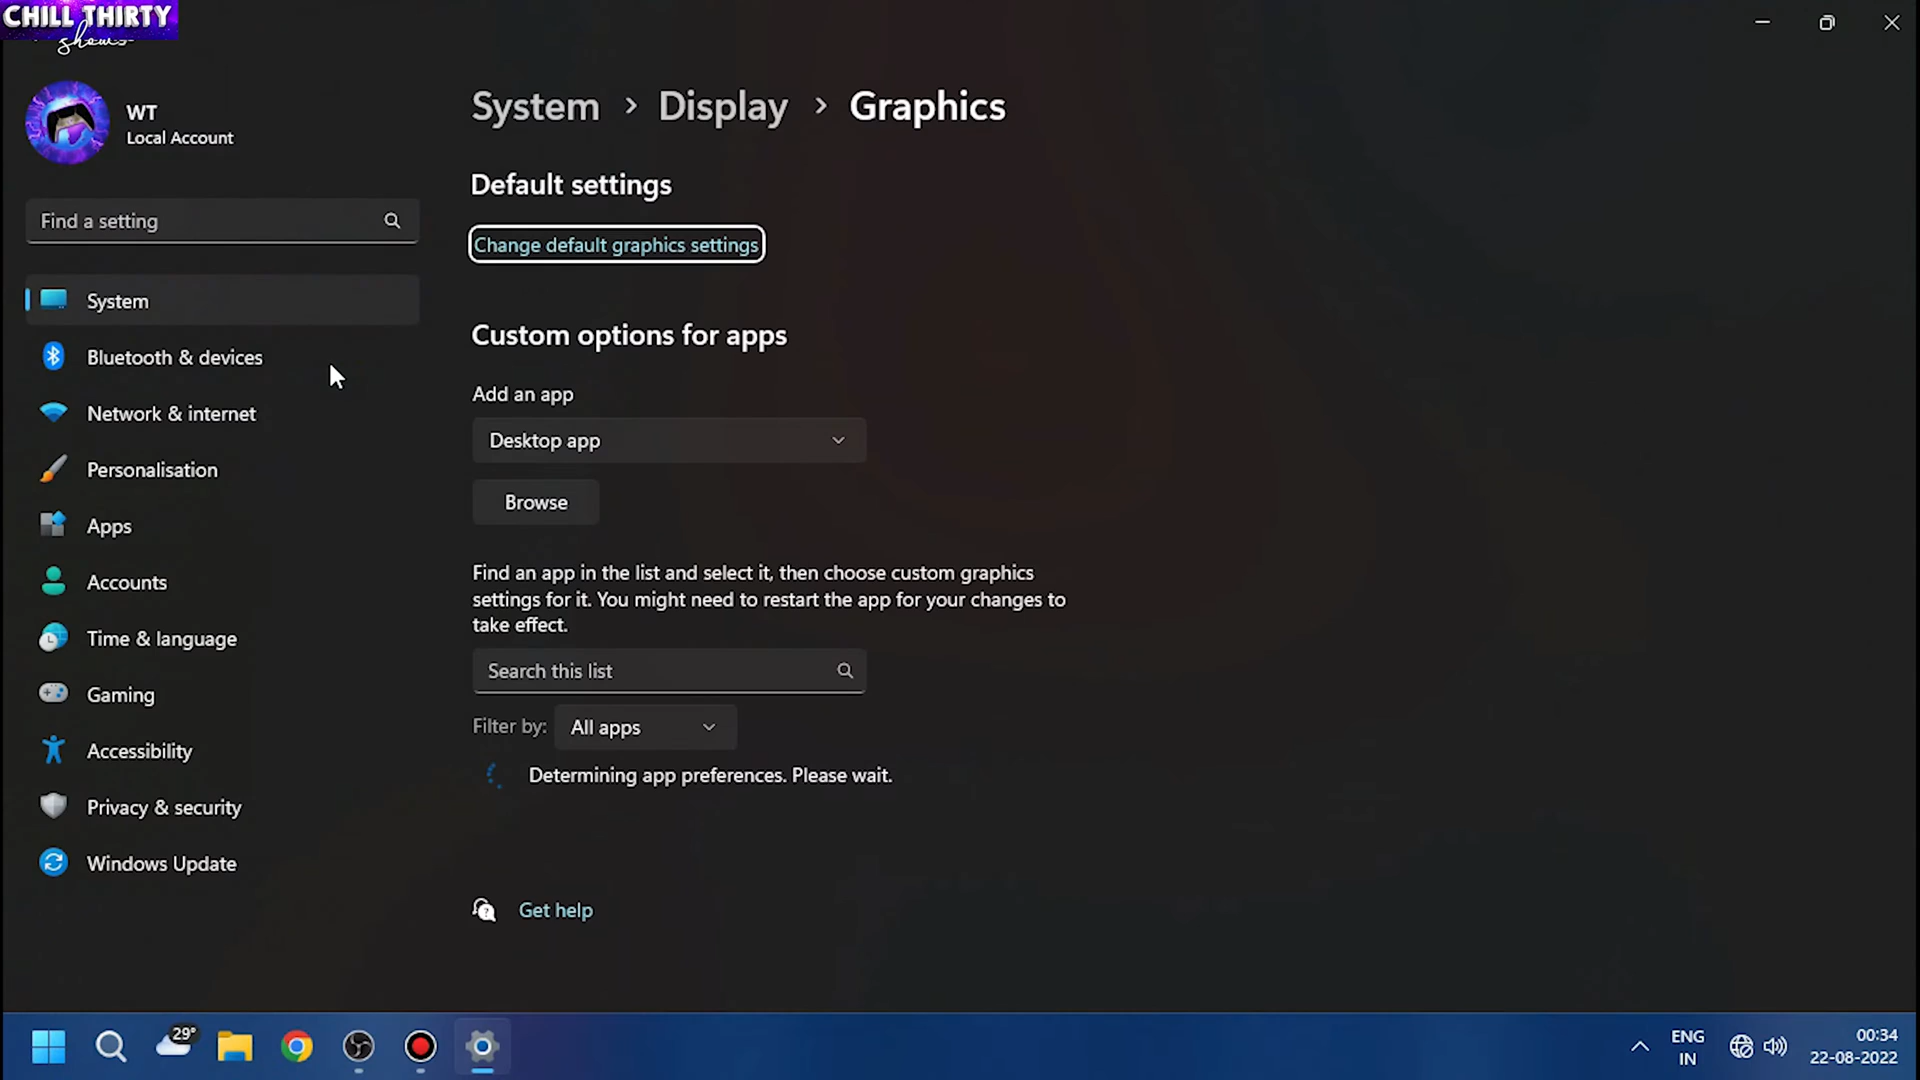 CHILL THIRTY
Shows
WT
Local Account
Find a setting
System
Bluetooth & devices
Network & internet
Personalisation
Apps
Accounts
Time & language
Gaming
Accessibility
Privacy & security
Windows Update
System > Display > Graphics
Default settings
Change default graphics settings
Custom options for apps
Add an app
Desktop app
Browse
Find an app in the list and select it, then choose custom graphics
settings for it. You might need to restart the app for your changes to
take effect.
Search this list
Filter by: All apps
Determining app preferences. Please wait.
Get help
29°
ENG
IN
00:34
22-08-2022